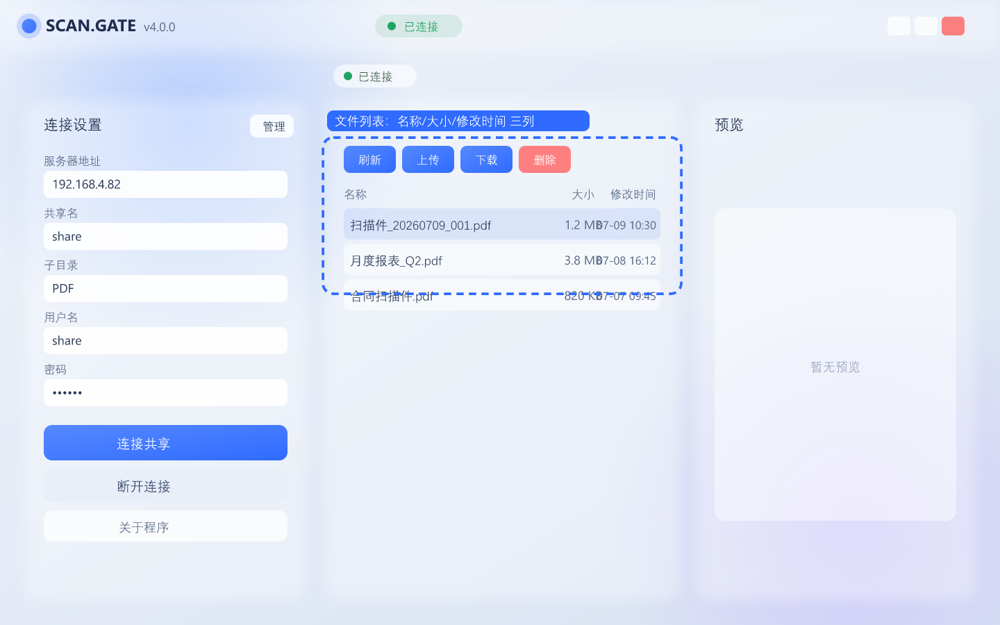 SCAN.GATE v4.0.0
已连接
已连接
连接设置
管理
服务器地址
192.168.4.82
共享名
share
子目录
PDF
用户名
share
密码
••••••
连接共享
断开连接
关于程序
文件列表：名称/大小/修改时间 三列
刷新 上传 下载 删除
名称 大小 修改时间
扫描件_20260709_001.pdf 1.2 MB 07-09 10:30
月度报表_Q2.pdf 3.8 MB 07-08 16:12
合同扫描件.pdf 820 KB 07-07 09:45
预览
暂无预览